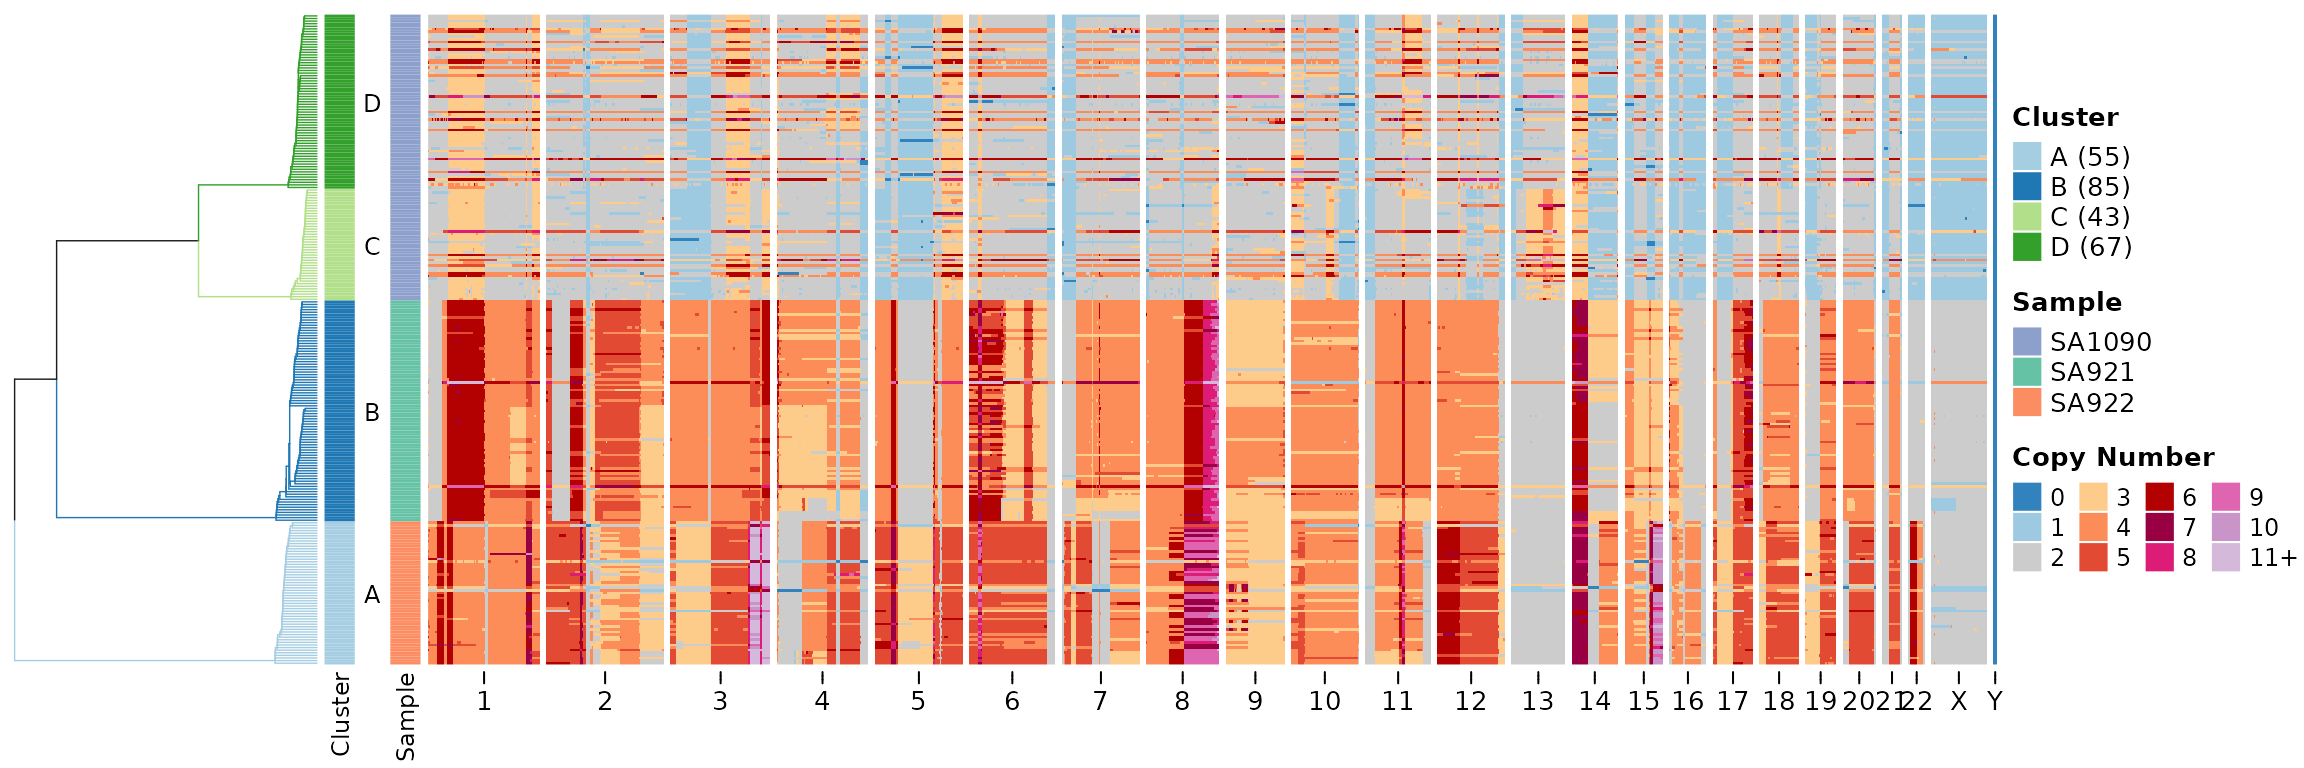 D
C
B
A
Cluster
Sample
1 2 3 4 5 6 7 8 9 10 11 12 13 14 15 16 17 18 19 20 21 22 X Y
Cluster
A (55)
B (85)
C (43)
D (67)
Sample
SA1090
SA921
SA922
Copy Number
0 3 6 9
1 4 7 10
2 5 8 11+